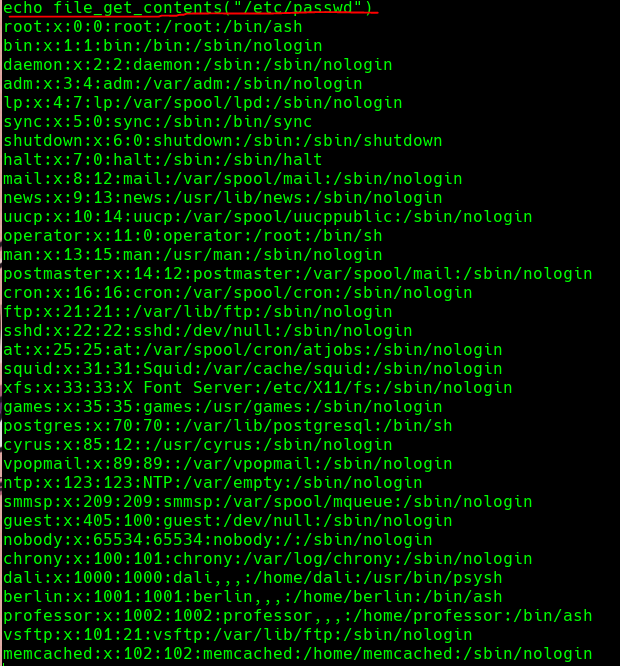 echo file_get_contents("/etc/passwd")
root:x:0:0:root:/root:/bin/ash
bin:x:1:1:bin:/bin:/sbin/nologin
daemon:x:2:2:daemon:/sbin:/sbin/nologin
adm:x:3:4:adm:/var/adm:/sbin/nologin
lp:x:4:7:lp:/var/spool/lpd:/sbin/nologin
sync:x:5:0:sync:/sbin:/bin/sync
shutdown:x:6:0:shutdown:/sbin:/sbin/shutdown
halt:x:7:0:halt:/sbin:/sbin/halt
mail:x:8:12:mail:/var/spool/mail:/sbin/nologin
news:x:9:13:news:/usr/lib/news:/sbin/nologin
uucp:x:10:14:uucp:/var/spool/uucppublic:/sbin/nologin
operator:x:11:0:operator:/root:/bin/sh
man:x:13:15:man:/usr/man:/sbin/nologin
postmaster:x:14:12:postmaster:/var/spool/mail:/sbin/nologin
cron:x:16:16:cron:/var/spool/cron:/sbin/nologin
ftp:x:21:21::/var/lib/ftp:/sbin/nologin
sshd:x:22:22:sshd:/dev/null:/sbin/nologin
at:x:25:25:at:/var/spool/cron/atjobs:/sbin/nologin
squid:x:31:31:Squid:/var/cache/squid:/sbin/nologin
xfs:x:33:33:X Font Server:/etc/X11/fs:/sbin/nologin
games:x:35:35:games:/usr/games:/sbin/nologin
postgres:x:70:70::/var/lib/postgresql:/bin/sh
cyrus:x:85:12::/usr/cyrus:/sbin/nologin
vpopmail:x:89:89::/var/vpopmail:/sbin/nologin
ntp:x:123:123:NTP:/var/empty:/sbin/nologin
smmsp:x:209:209:smmsp:/var/spool/mqueue:/sbin/nologin
guest:x:405:100:guest:/dev/null:/sbin/nologin
nobody:x:65534:65534:nobody:/:/sbin/nologin
chrony:x:100:101:chrony:/var/log/chrony:/sbin/nologin
dali:x:1000:1000:dali,,,:/home/dali:/usr/bin/psysh
berlin:x:1001:1001:berlin,,,:/home/berlin:/bin/ash
professor:x:1002:1002:professor,,,:/home/professor:/bin/ash
vsftp:x:101:21:vsftp:/var/lib/ftp:/sbin/nologin
memcached:x:102:102:memcached:/home/memcached:/sbin/nologin